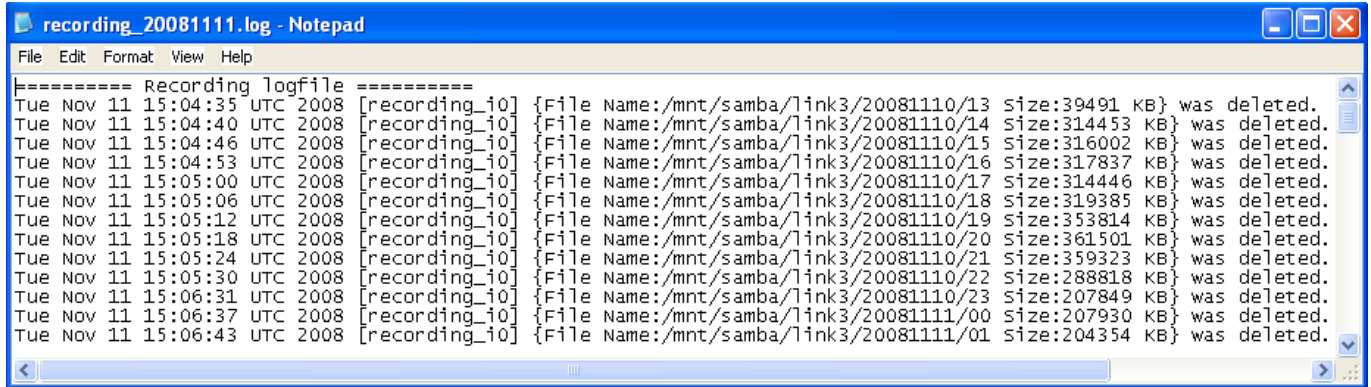 recording_20081111.log - Notepad
File Edit Format View Help
========== Recording logfile ==========
Tue Nov 11 15:04:35 UTC 2008 [recording_i0] {File Name:/mnt/samba/link3/20081110/13 Size:39491 KB} was deleted.
Tue Nov 11 15:04:40 UTC 2008 [recording_i0] {File Name:/mnt/samba/link3/20081110/14 Size:314453 KB} was deleted.
Tue Nov 11 15:04:46 UTC 2008 [recording_i0] {File Name:/mnt/samba/link3/20081110/15 Size:316002 KB} was deleted.
Tue Nov 11 15:04:53 UTC 2008 [recording_i0] {File Name:/mnt/samba/link3/20081110/16 Size:317837 KB} was deleted.
Tue Nov 11 15:05:00 UTC 2008 [recording_i0] {File Name:/mnt/samba/link3/20081110/17 Size:314446 KB} was deleted.
Tue Nov 11 15:05:06 UTC 2008 [recording_i0] {File Name:/mnt/samba/link3/20081110/18 Size:319385 KB} was deleted.
Tue Nov 11 15:05:12 UTC 2008 [recording_i0] {File Name:/mnt/samba/link3/20081110/19 Size:353814 KB} was deleted.
Tue Nov 11 15:05:18 UTC 2008 [recording_i0] {File Name:/mnt/samba/link3/20081110/20 Size:361501 KB} was deleted.
Tue Nov 11 15:05:24 UTC 2008 [recording_i0] {File Name:/mnt/samba/link3/20081110/21 Size:359323 KB} was deleted.
Tue Nov 11 15:05:30 UTC 2008 [recording_i0] {File Name:/mnt/samba/link3/20081110/22 Size:288818 KB} was deleted.
Tue Nov 11 15:06:31 UTC 2008 [recording_i0] {File Name:/mnt/samba/link3/20081110/23 Size:207849 KB} was deleted.
Tue Nov 11 15:06:37 UTC 2008 [recording_i0] {File Name:/mnt/samba/link3/20081111/00 Size:207930 KB} was deleted.
Tue Nov 11 15:06:43 UTC 2008 [recording_i0] {File Name:/mnt/samba/link3/20081111/01 Size:204354 KB} was deleted.